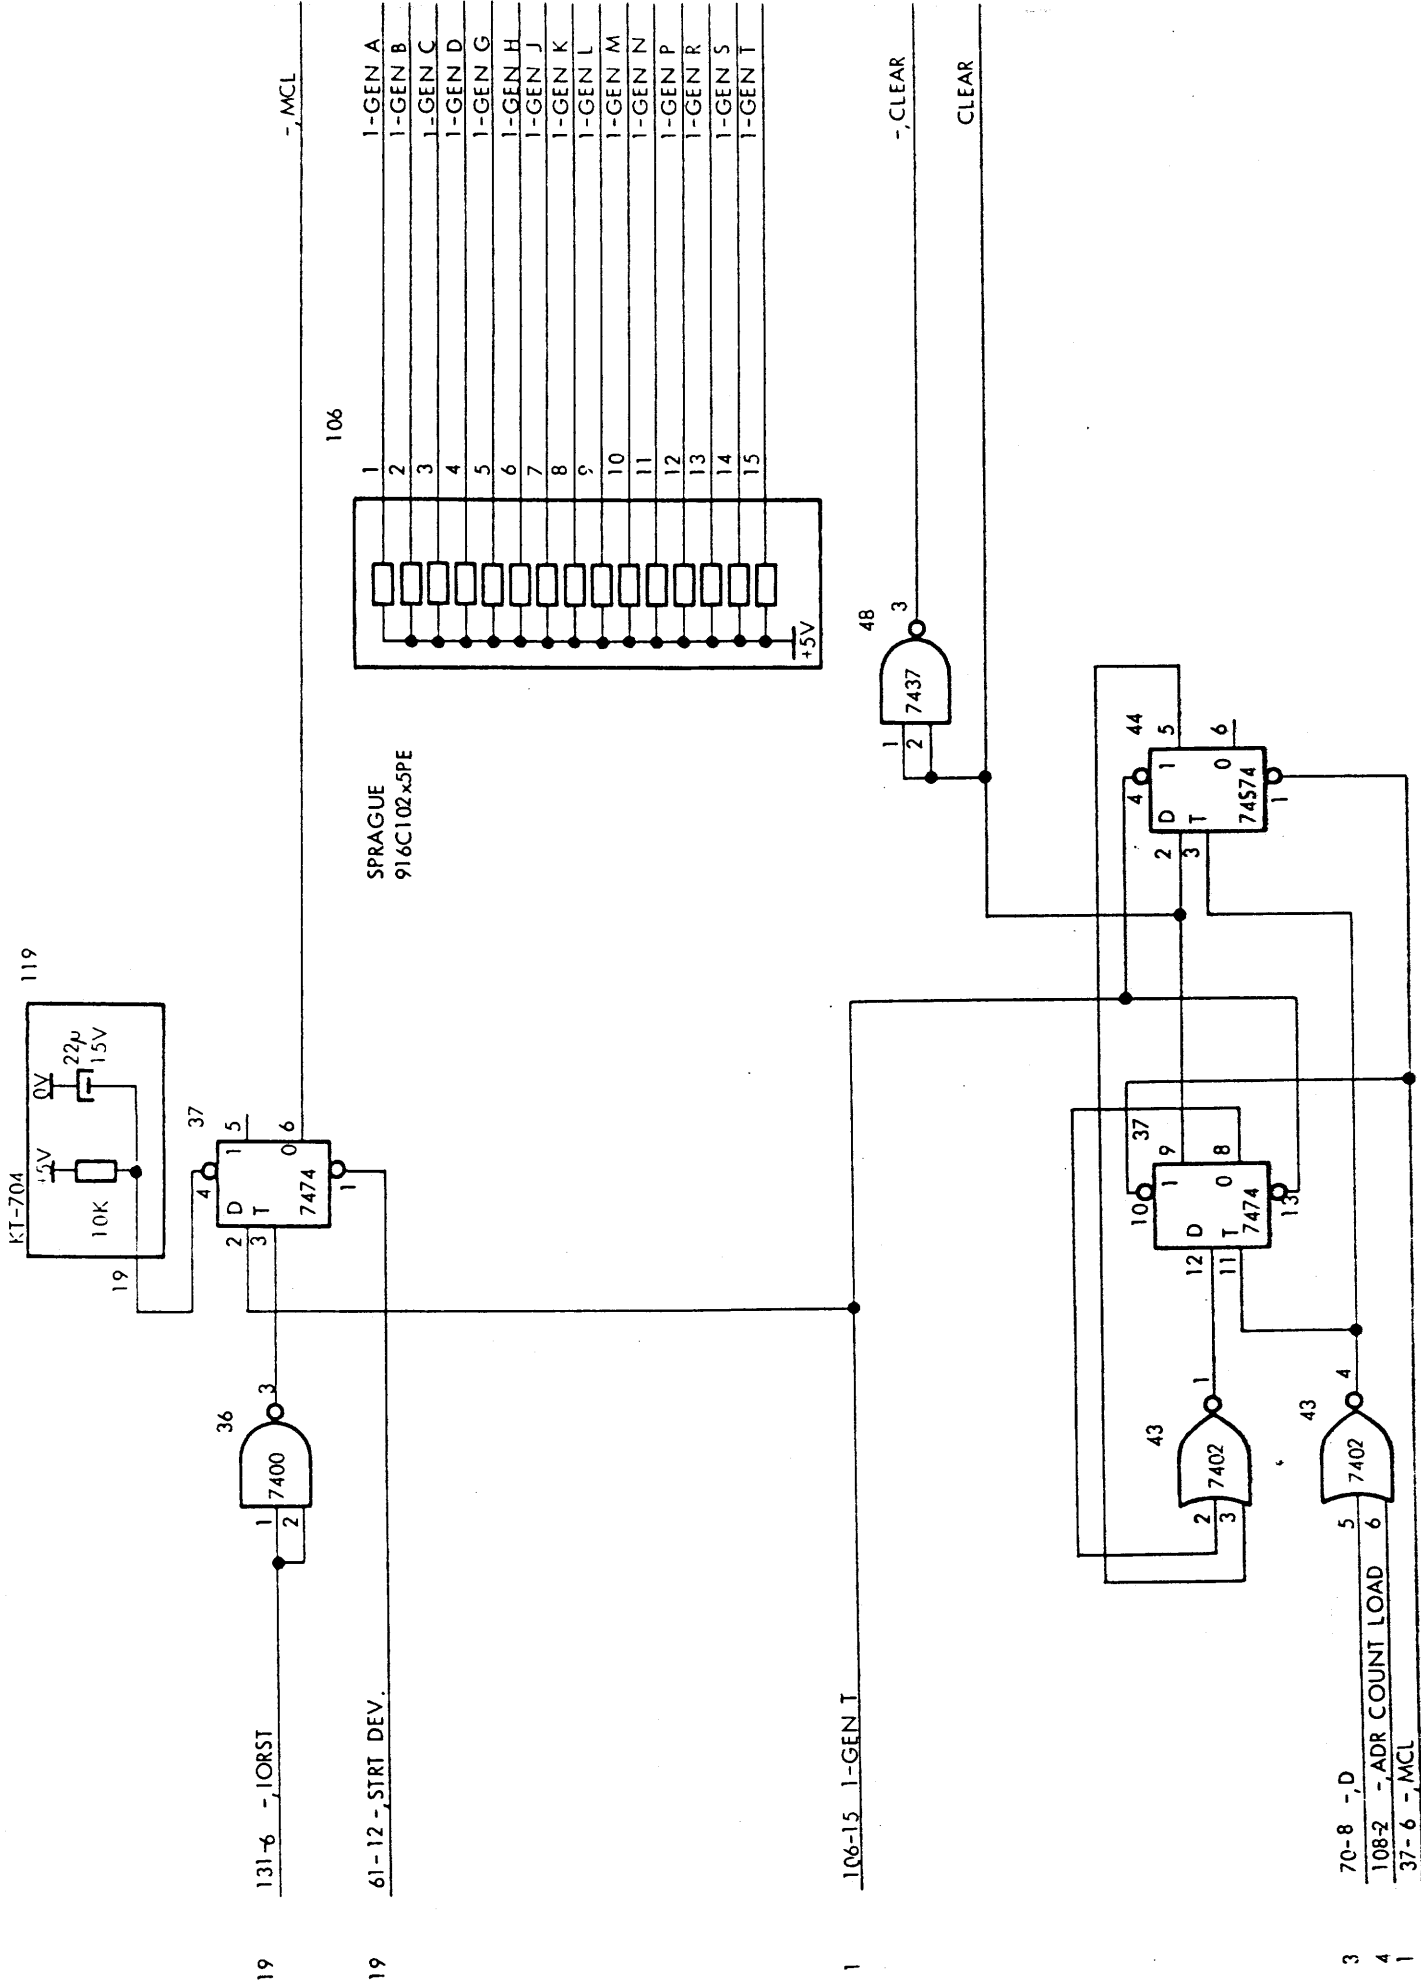 KT-704
119
+5V
0V
22µ
15V
10K
19
37
4
1 5
0 6
D
T
2
3
7474
1
-,MCL
36
3
7400
1
2
19 131-6 -,IORST
19 61-12 -,STRT DEV.
106
SPRAGUE
916C102x5PE
1 1-GEN A
2 1-GEN B
3 1-GEN C
4 1-GEN D
5 1-GEN G
6 1-GEN H
7 1-GEN J
8 1-GEN K
9 1-GEN L
10 1-GEN M
11 1-GEN N
12 1-GEN P
13 1-GEN R
14 1-GEN S
15 1-GEN T
+5V
1 106-15 1-GEN T
48
3
7437
1
2
-,CLEAR
CLEAR
44
4
1 5
0 6
D
T
2
3
74S74
1
37
10
1 9
0 8
D
T
12
11
7474
13
43
1
7402
2
3
43
4
7402
5
6
3 70-8 -,D
4 108-2 -,ADR COUNT LOAD
1 37-6 -,MCL